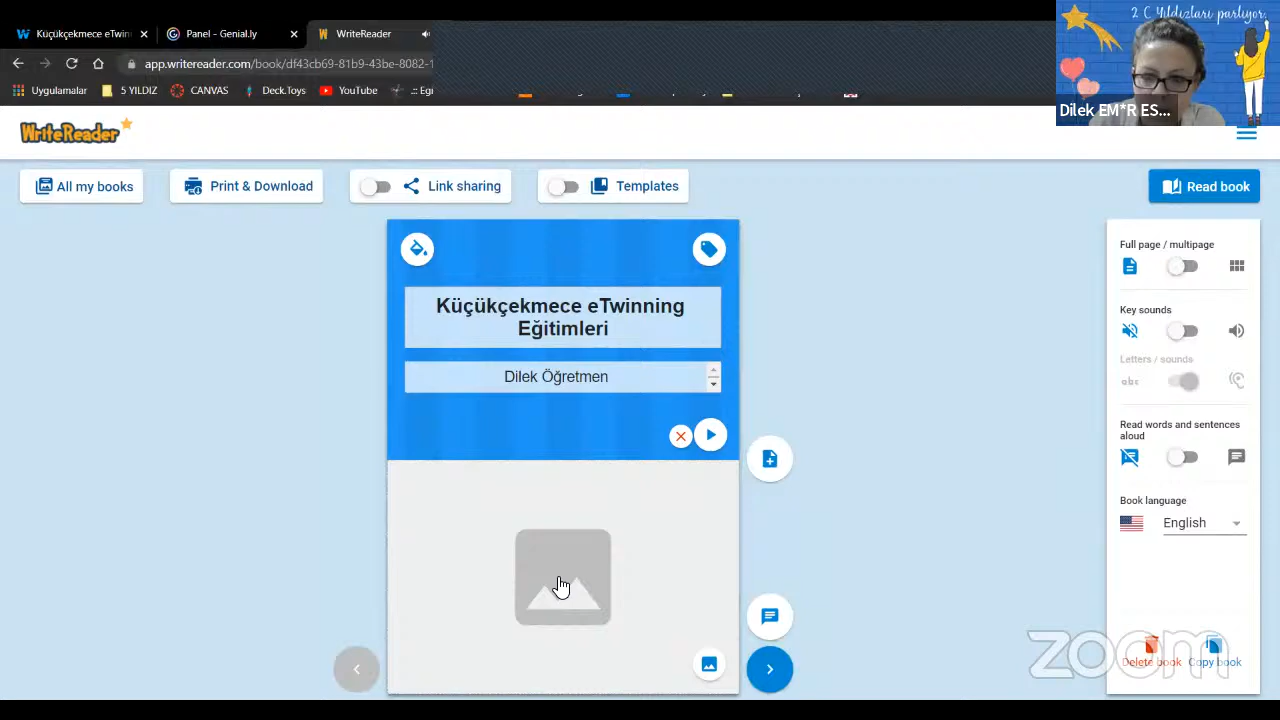 Küçükçekmece eTwin
Panel - Genial.ly
WriteReader
2 C Yıldızları parlıyor.
app.writereader.com/book/df43cb69-81b9-43be-8082-1
Uygulamalar
5 YILDIZ
CANVAS
Deck.Toys
YouTube
Dilek EM*R ES...
WriteReader
All my books
Print & Download
Link sharing
Templates
Read book
Küçükçekmece eTwinning
Eğitimleri
Dilek Öğretmen
Full page / multipage
Key sounds
Letters / sounds
abc
Read words and sentences
aloud
Book language
English
zoom
Delete book
Copy book